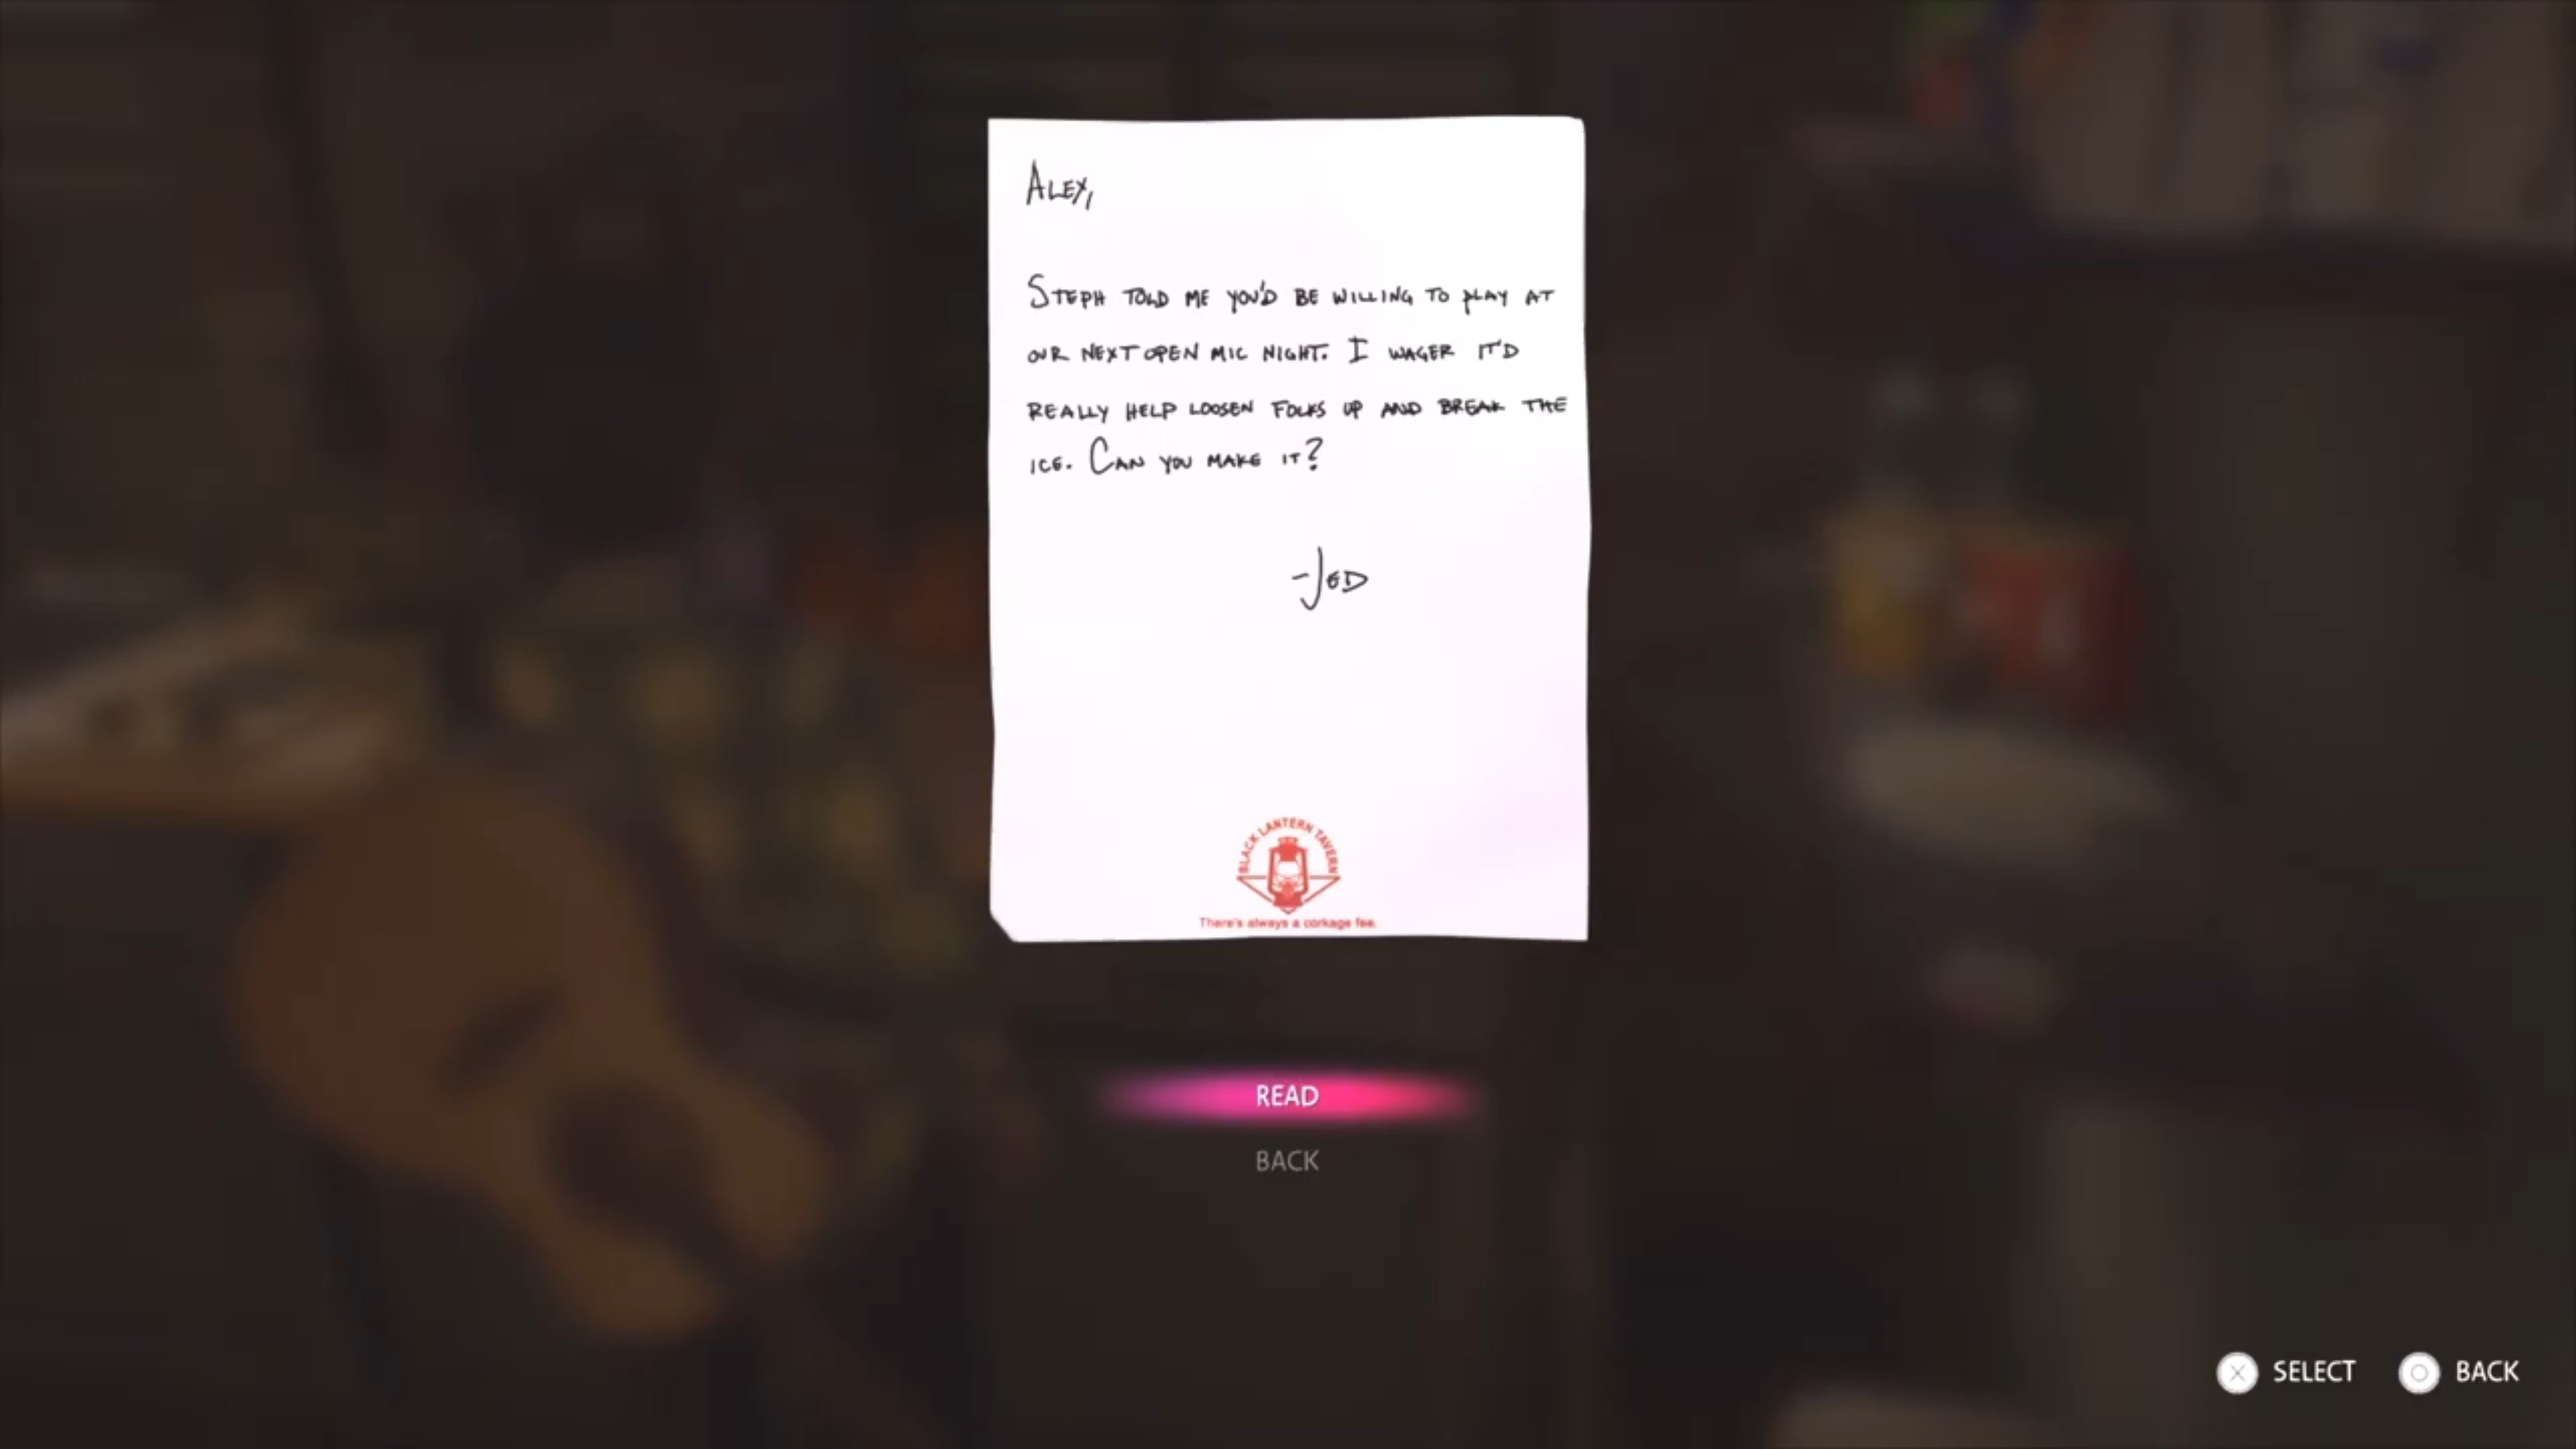 ALEX,
STEPH TOLD ME YOU'D BE WILLING TO PLAY AT
OUR NEXT OPEN MIC NIGHT. I WAGER IT'D
REALLY HELP LOOSEN FOLKS UP AND BREAK THE
ICE. CAN YOU MAKE IT?
-JED
BLACK LANTERN TAVERN
There's always a corkage fee.
READ
BACK
SELECT BACK